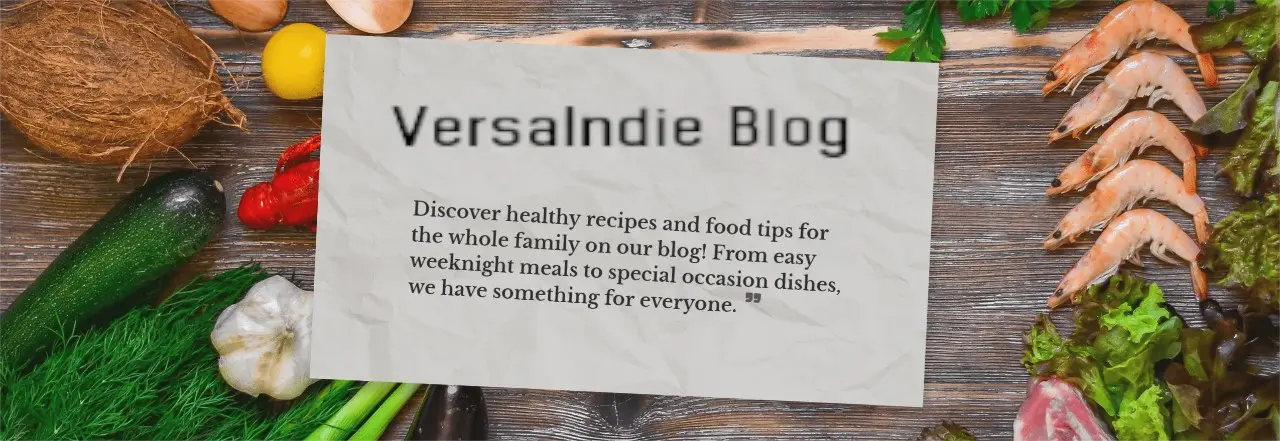 VersaIndie Blog
Discover healthy recipes and food tips for
the whole family on our blog! From easy
weeknight meals to special occasion dishes,
we have something for everyone. ❞